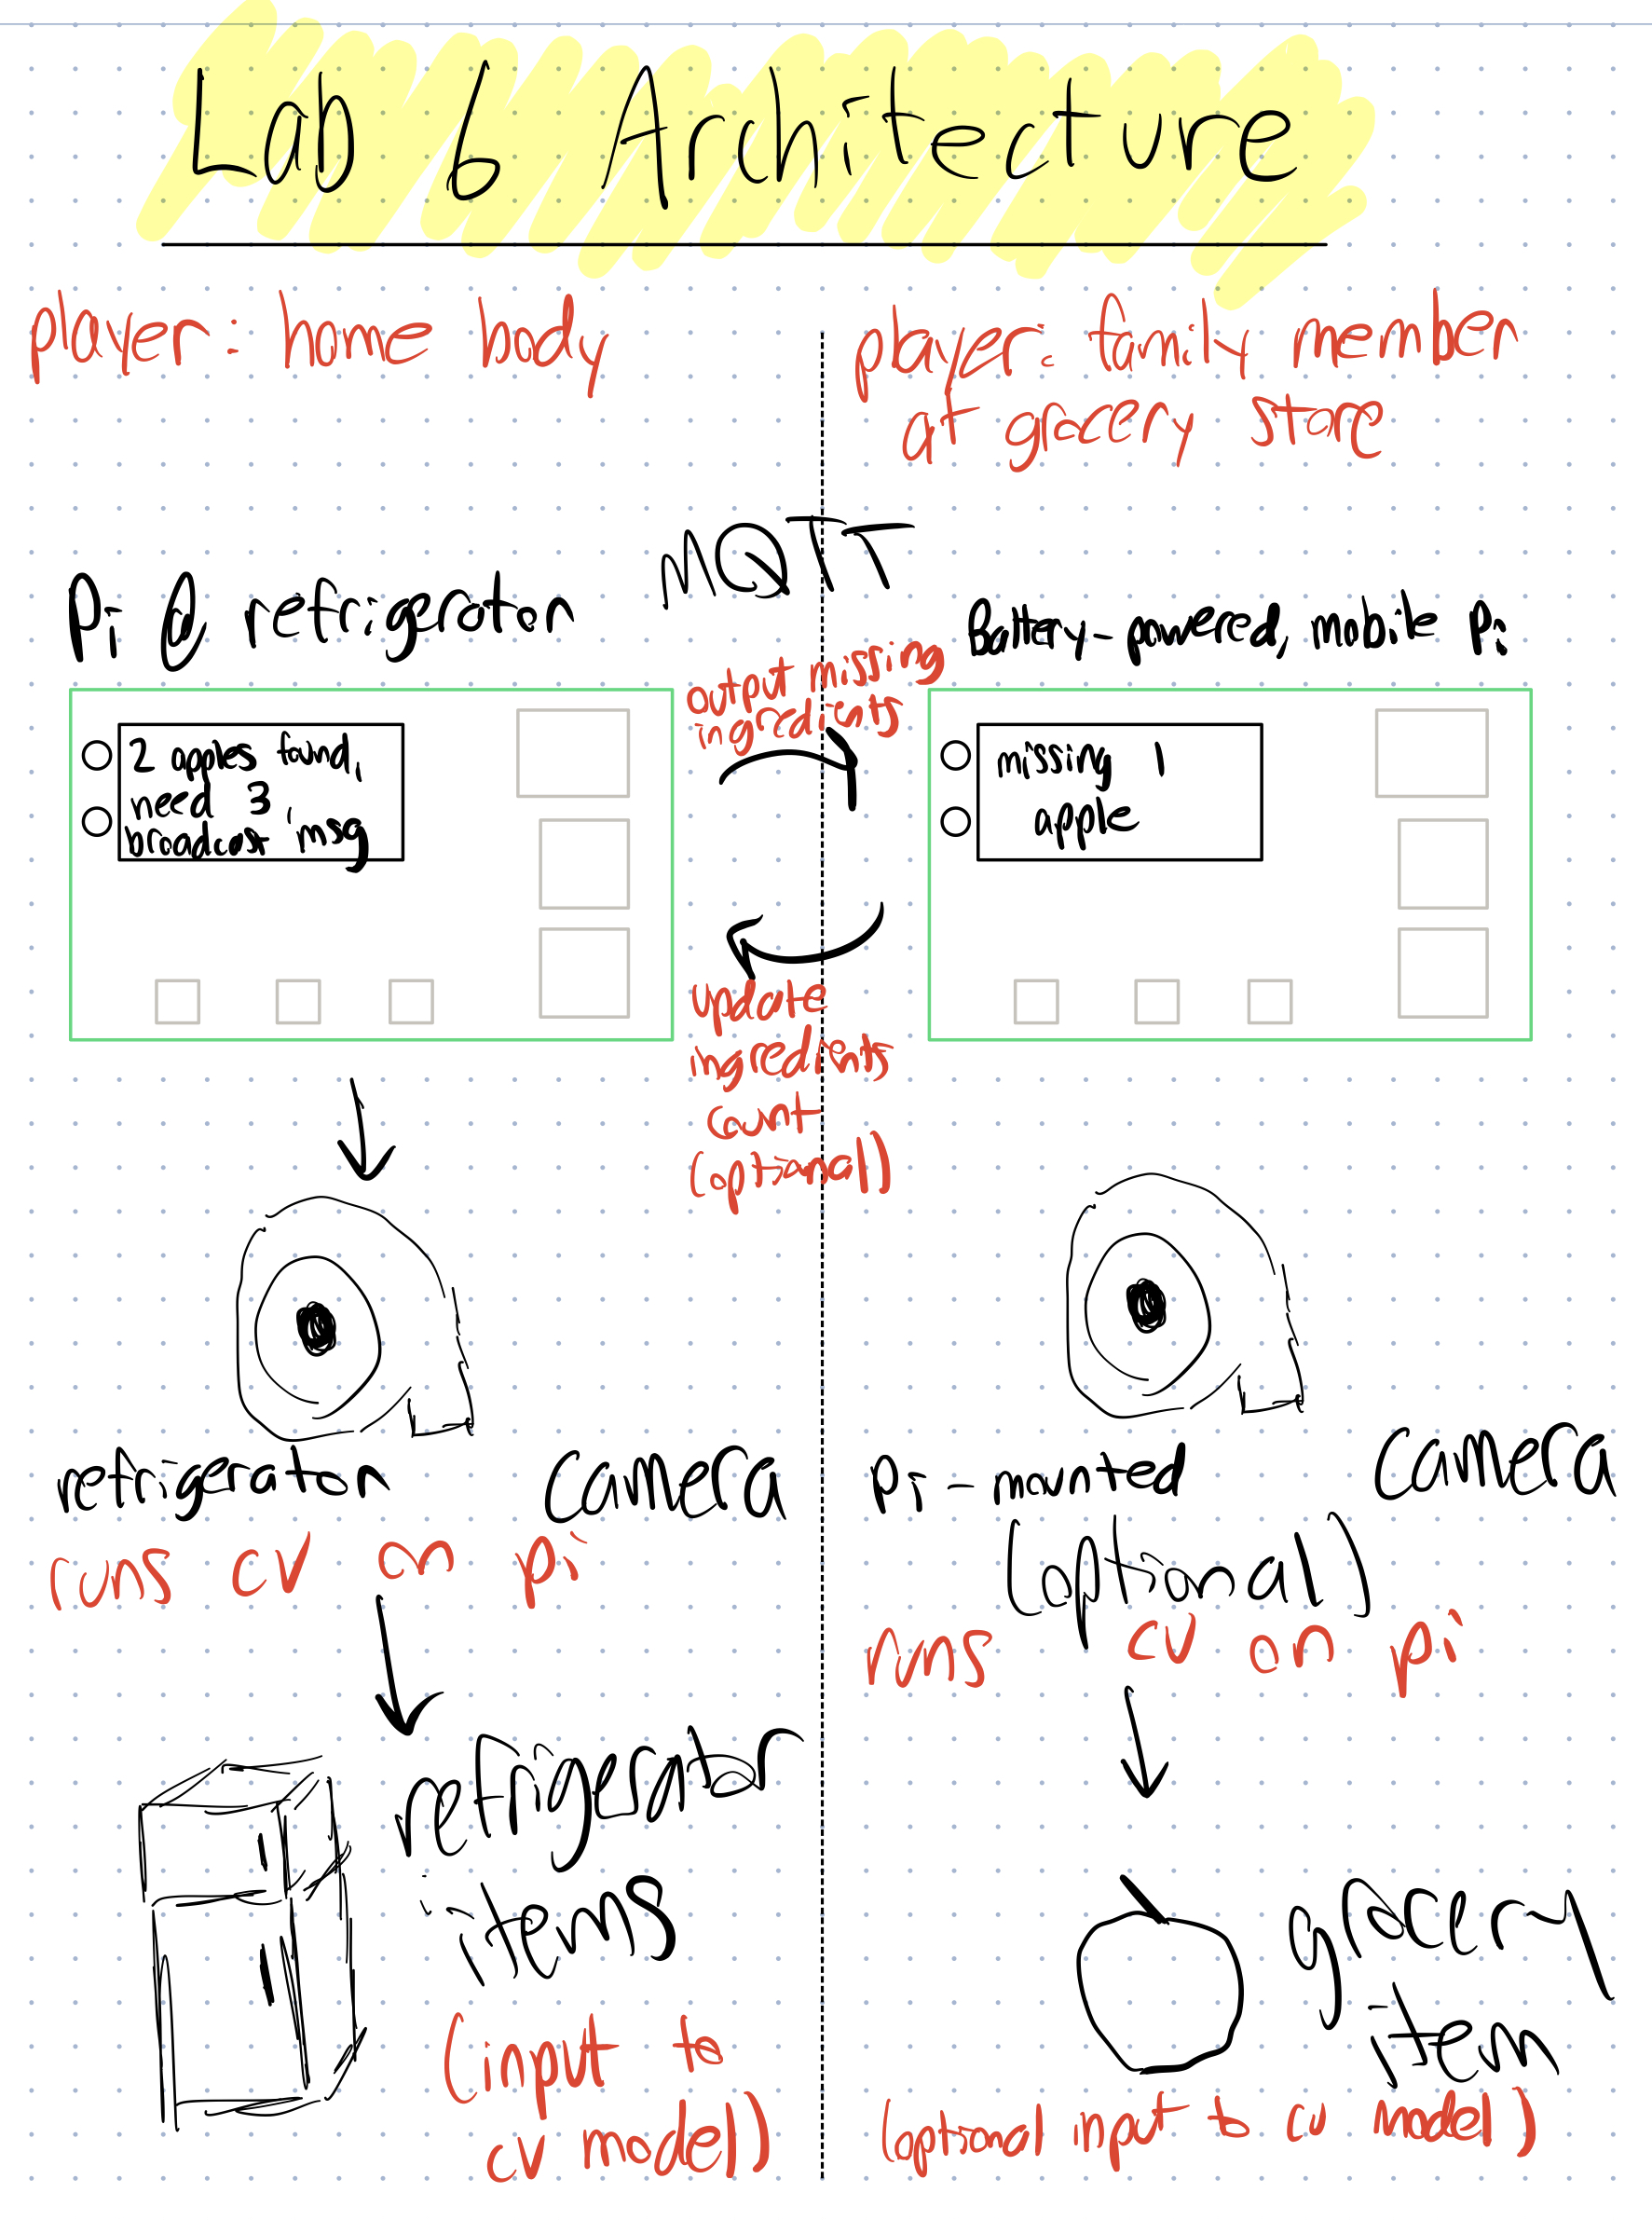 Lab 6 Architecture
player: home body
player: family member
at grocery store
MQTT
Pi @ refrigerator
Battery-powered, mobile Pi
output missing
ingredients
2 apples found,
need 3
broadcast msg
missing 1
apple
update
ingredients
count
(optional)
refrigerator camera
runs cv on pi
Pi-mounted camera
(optional)
runs cv on pi
refrigerator
items
(input to
cv model)
grocery
item
(optional input to cv model)